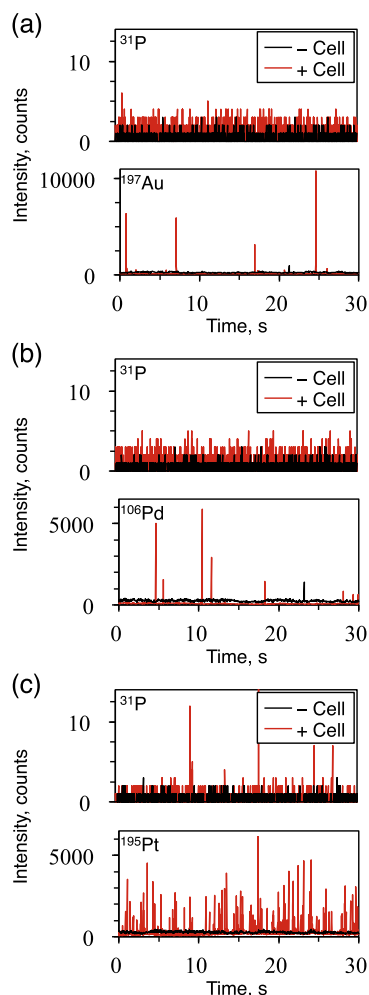 (a)
31P
− Cell
+ Cell
10
0
Intensity, counts
10000
197Au
0
0 10 20 30
Time, s
(b)
31P
− Cell
+ Cell
10
0
Intensity, counts
5000
106Pd
0
0 10 20 30
Time, s
(c)
31P
− Cell
+ Cell
10
0
Intensity, counts
5000
195Pt
0
0 10 20 30
Time, s